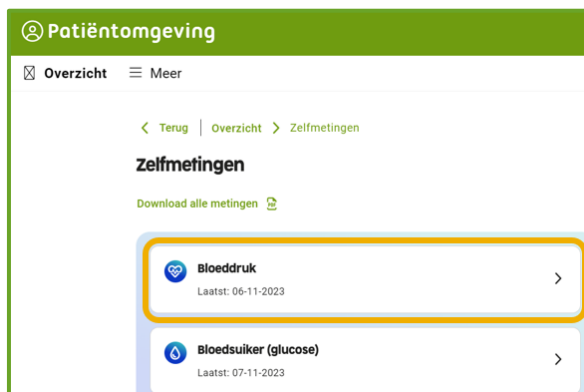 Patiëntomgeving
Overzicht Meer
Terug Overzicht Zelfmetingen
Zelfmetingen
Download alle metingen PDF
Bloeddruk
Laatst: 06-11-2023
Bloedsuiker (glucose)
Laatst: 07-11-2023